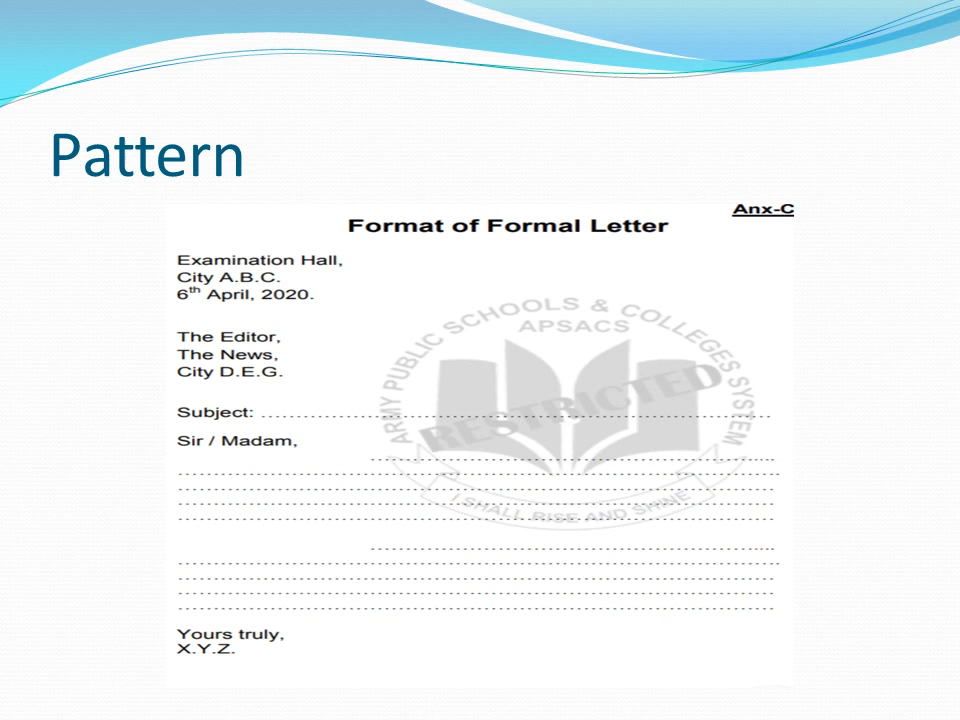 Pattern
Anx-C
Format of Formal Letter
Examination Hall,
City A.B.C.
6th April, 2020.
The Editor,
The News,
City D.E.G.
ARMY PUBLIC SCHOOLS & COLLEGES SYSTEM
APSACS
RESTRICTED
Subject: ......................................................................
Sir / Madam,
I SHALL RISE AND SHINE
Yours truly,
X.Y.Z.